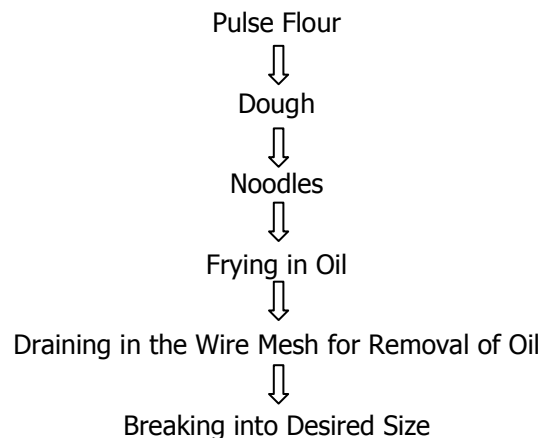 Pulse Flour
Dough
Noodles
Frying in Oil
Draining in the Wire Mesh for Removal of Oil
Breaking into Desired Size